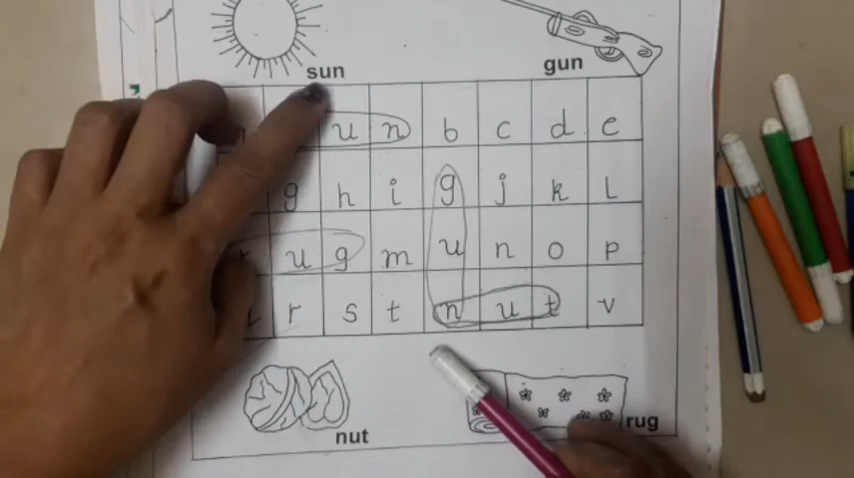 sun gun
u n b c d e
g h i g j k L
u g m u n o p
r s t n u t v
nut rug